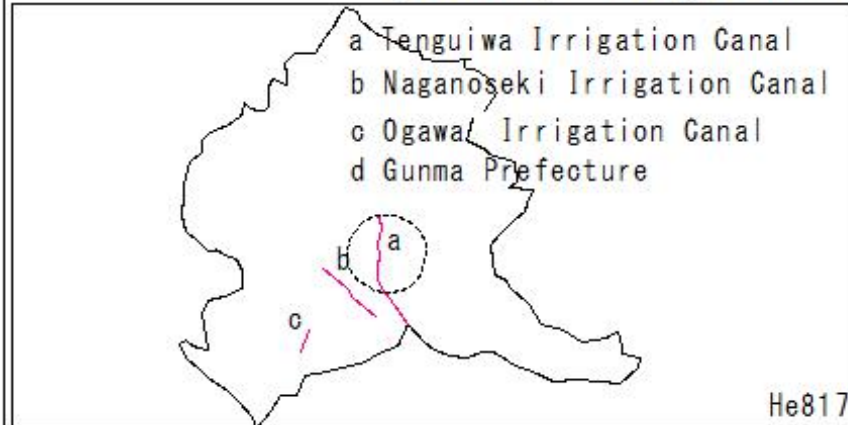 a Tenguiwa Irrigation Canal
b Naganoseki Irrigation Canal
c Ogawa Irrigation Canal
d Gunma Prefecture
a
b
c
He817